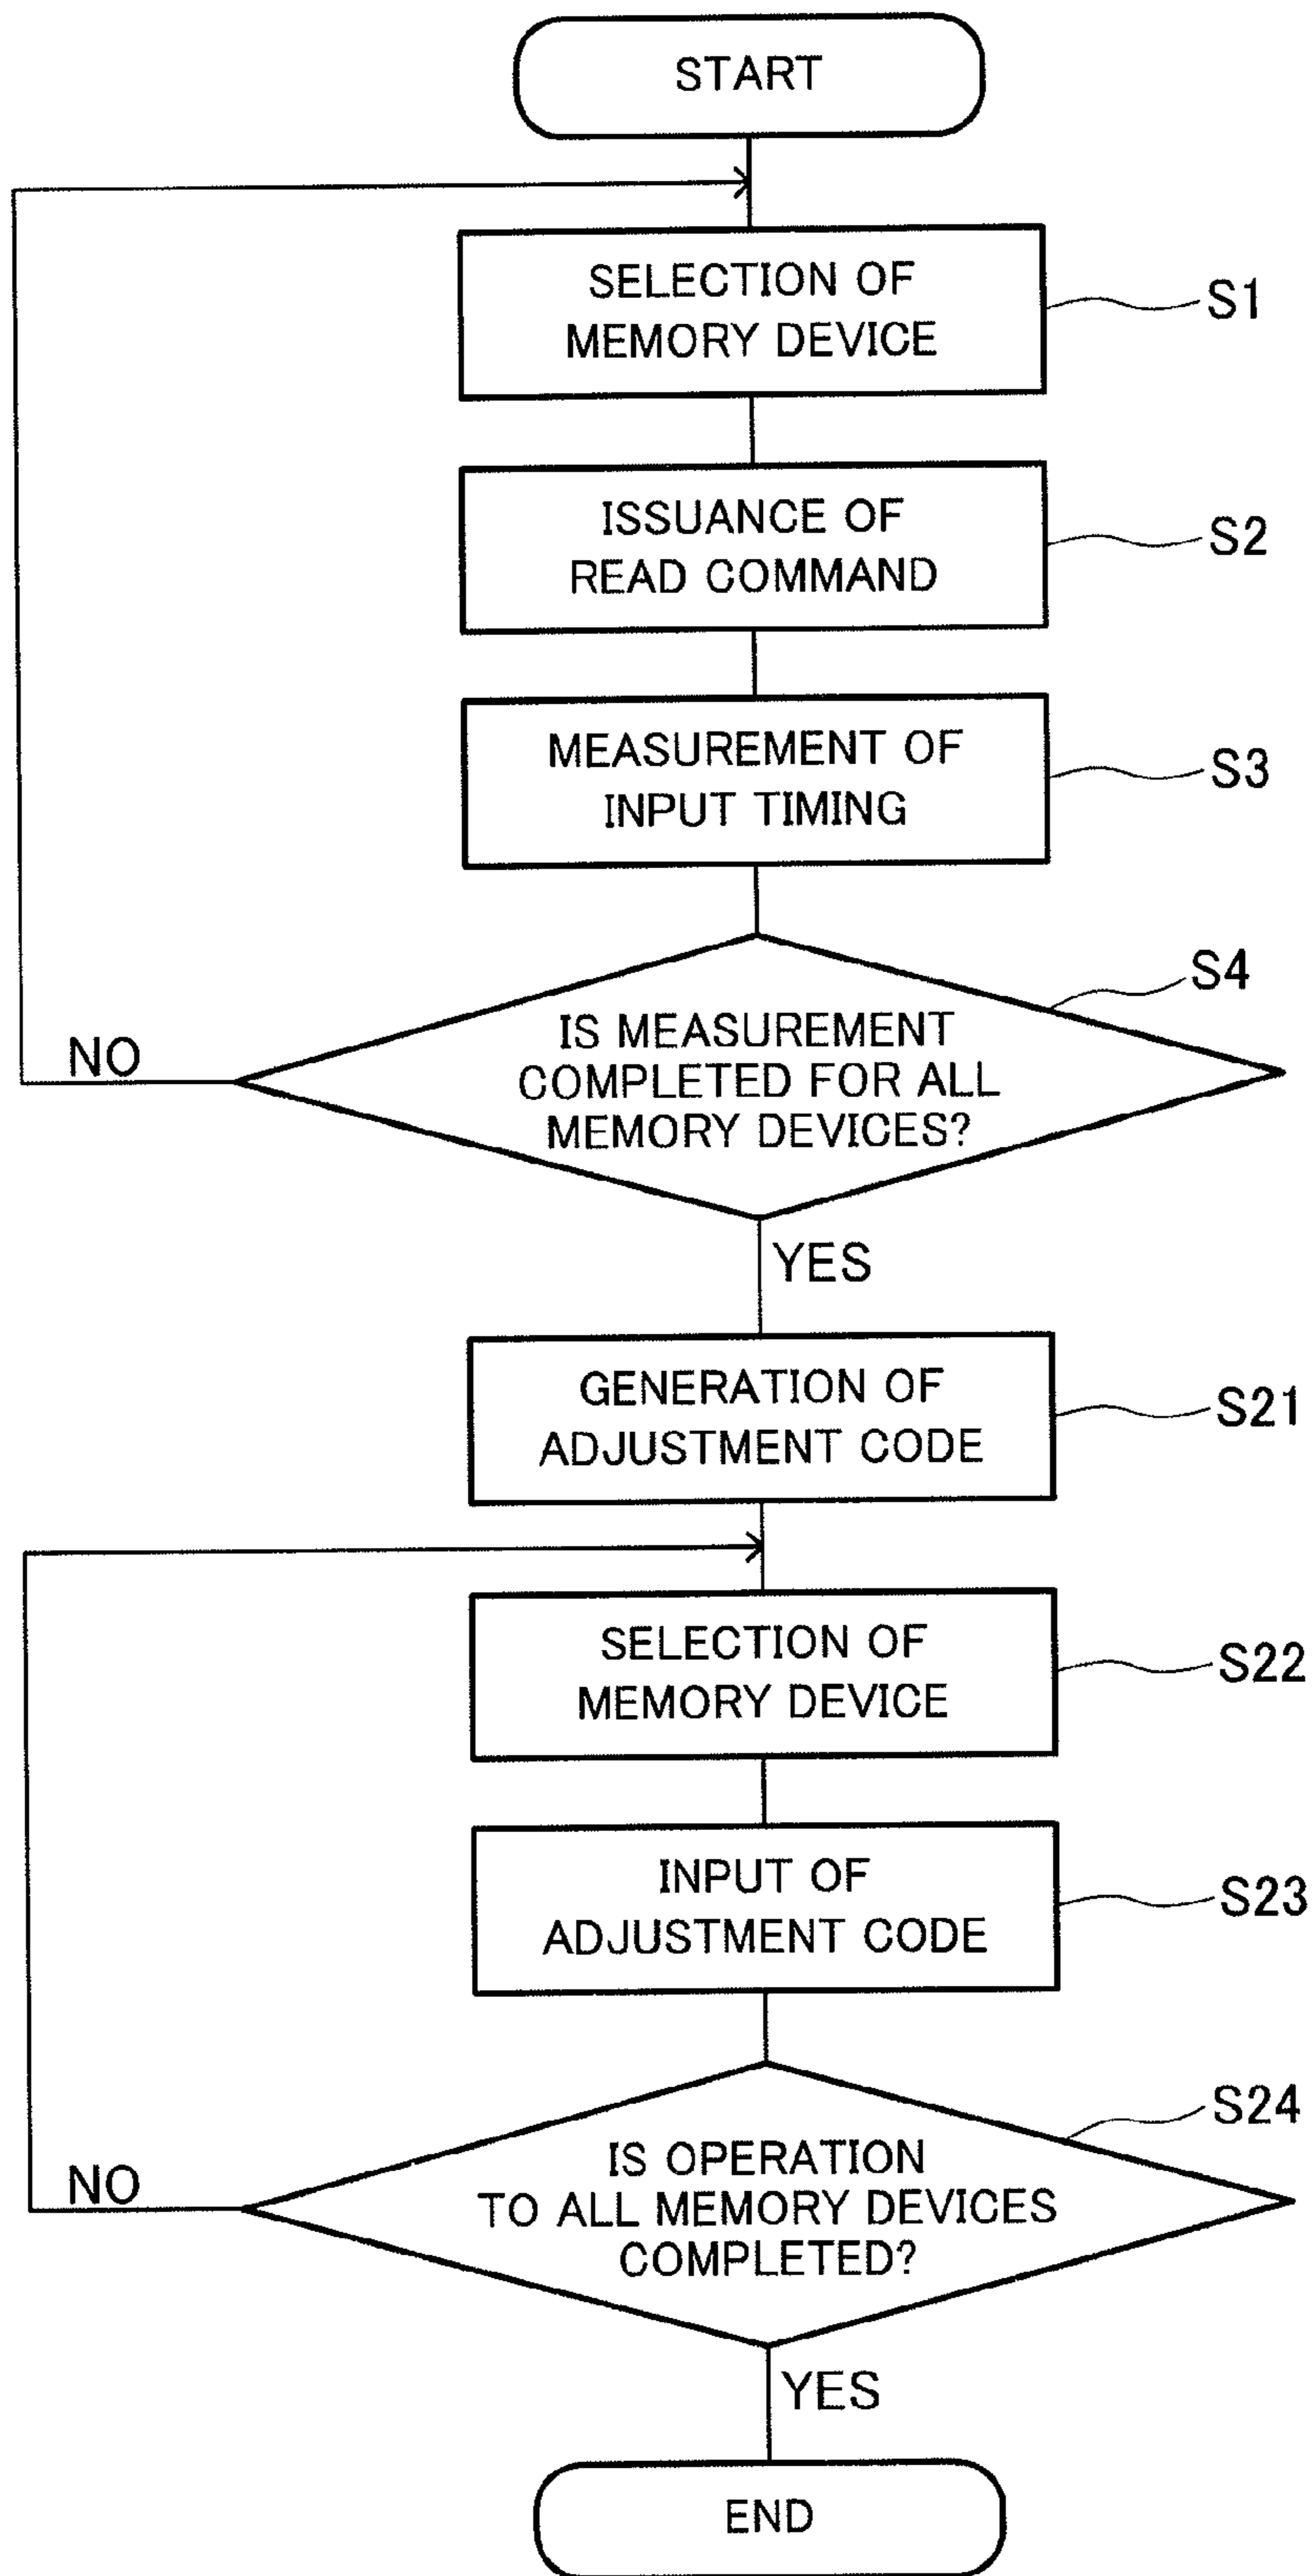 START
SELECTION OF
MEMORY DEVICE
S1
ISSUANCE OF
READ COMMAND
S2
MEASUREMENT OF
INPUT TIMING
S3
S4
IS MEASUREMENT
COMPLETED FOR ALL
MEMORY DEVICES?
NO
YES
GENERATION OF
ADJUSTMENT CODE
S21
SELECTION OF
MEMORY DEVICE
S22
INPUT OF
ADJUSTMENT CODE
S23
S24
IS OPERATION
TO ALL MEMORY DEVICES
COMPLETED?
NO
YES
END